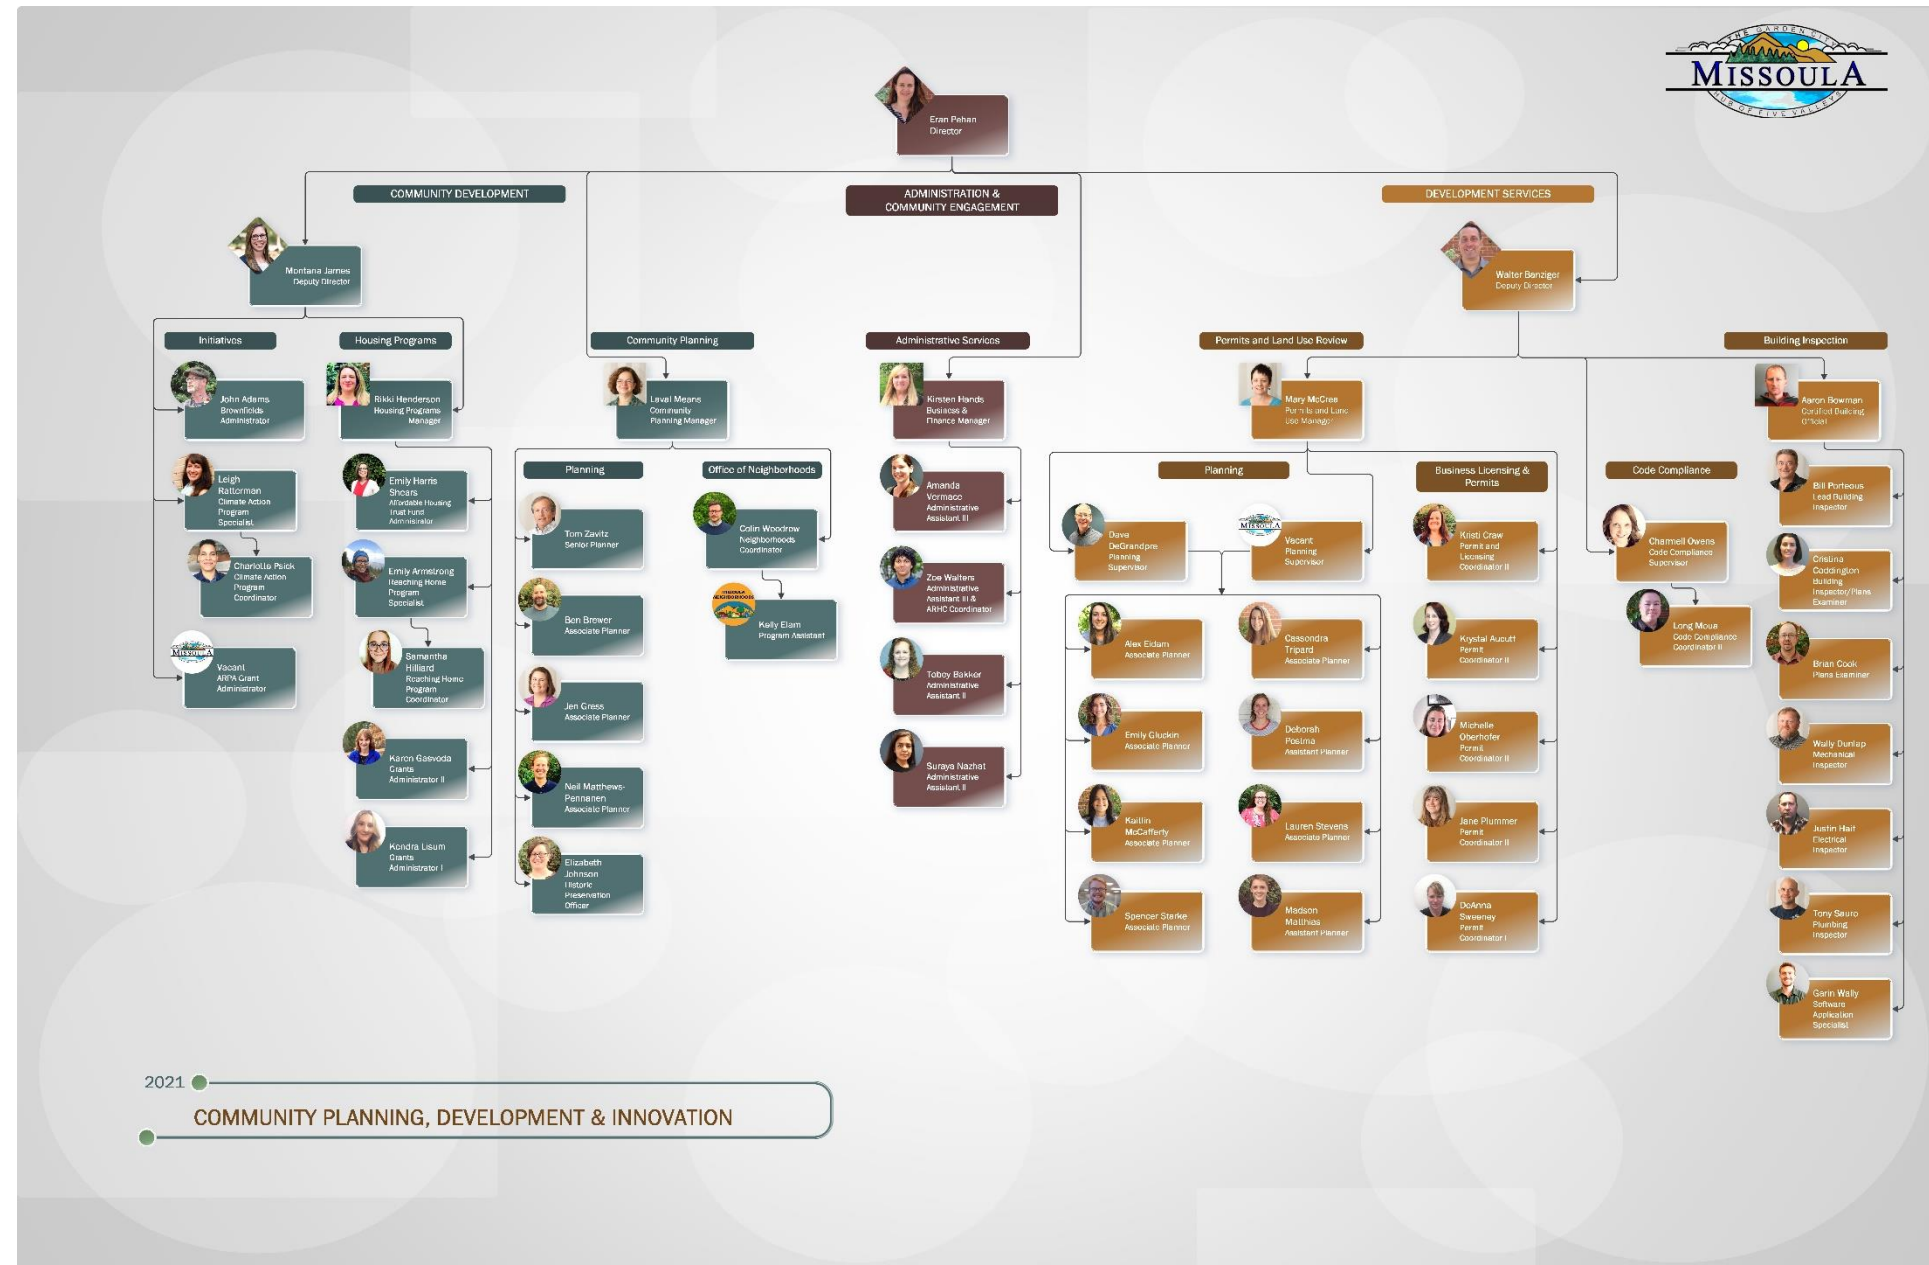 THE GARDEN CITY
MISSOULA
HUB OF FIVE VALLEYS
Eran Pehan
Director
COMMUNITY DEVELOPMENT
ADMINISTRATION &
COMMUNITY ENGAGEMENT
DEVELOPMENT SERVICES
Montana James
Deputy Director
Walter Banziger
Deputy Director
Initiatives
Housing Programs
Community Planning
Administrative Services
Permits and Land Use Review
Building Inspection
John Adams
Brownfields
Administrator
Rikki Henderson
Housing Programs
Manager
Laval Means
Community
Planning Manager
Kirsten Hands
Business &
Finance Manager
Mary McCrea
Permits and Land
Use Manager
Aaron Bowman
Certified Building
Official
Planning
Office of Neighborhoods
Planning
Business Licensing &
Permits
Code Compliance
Leigh
Ratterman
Climate Action
Program
Specialist
Charlotte Psick
Climate Action
Program
Coordinator
Vacant
ARPA Grant
Administrator
Emily Harris
Shears
Affordable Housing
Trust Fund
Administrator
Emily Armstrong
Reaching Home
Program
Specialist
Samantha
Hilliard
Reaching Home
Program
Coordinator
Karen Gasvoda
Grants
Administrator II
Kendra Lisum
Grants
Administrator I
Tom Zavitz
Senior Planner
Ben Brewer
Associate Planner
Jen Gress
Associate Planner
Neil Matthews-
Pennanen
Associate Planner
Elizabeth
Johnson
Historic
Preservation
Officer
Colin Woodrow
Neighborhoods
Coordinator
Kelly Elam
Program Assistant
Amanda
Vermace
Administrative
Assistant III
Zoe Walters
Administrative
Assistant III &
ARHC Coordinator
Tobey Bakker
Administrative
Assistant II
Suraya Nazhat
Administrative
Assistant II
Dave
DeGrandpre
Planning
Supervisor
MISSOULA
Vacant
Planning
Supervisor
Alex Eidam
Associate Planner
Cassondra
Tripard
Associate Planner
Emily Gluckin
Associate Planner
Deborah
Postma
Assistant Planner
Kaitlin
McCafferty
Associate Planner
Lauren Stevens
Associate Planner
Spencer Starke
Associate Planner
Madson
Matthias
Assistant Planner
Kristi Craw
Permit and
Licensing
Coordinator II
Krystal Aucutt
Permit
Coordinator II
Michelle
Oberhofer
Permit
Coordinator II
Jane Plummer
Permit
Coordinator II
DeAnna
Sweeney
Permit
Coordinator I
Charmell Owens
Code Compliance
Supervisor
Long Moua
Code Compliance
Coordinator II
Bill Porteous
Lead Building
Inspector
Cristina
Coddington
Building
Inspector/Plans
Examiner
Brian Cook
Plans Examiner
Wally Dunlap
Mechanical
Inspector
Justin Hait
Electrical
Inspector
Tony Sauro
Plumbing
Inspector
Garin Wally
Software
Application
Specialist
2021
COMMUNITY PLANNING, DEVELOPMENT & INNOVATION